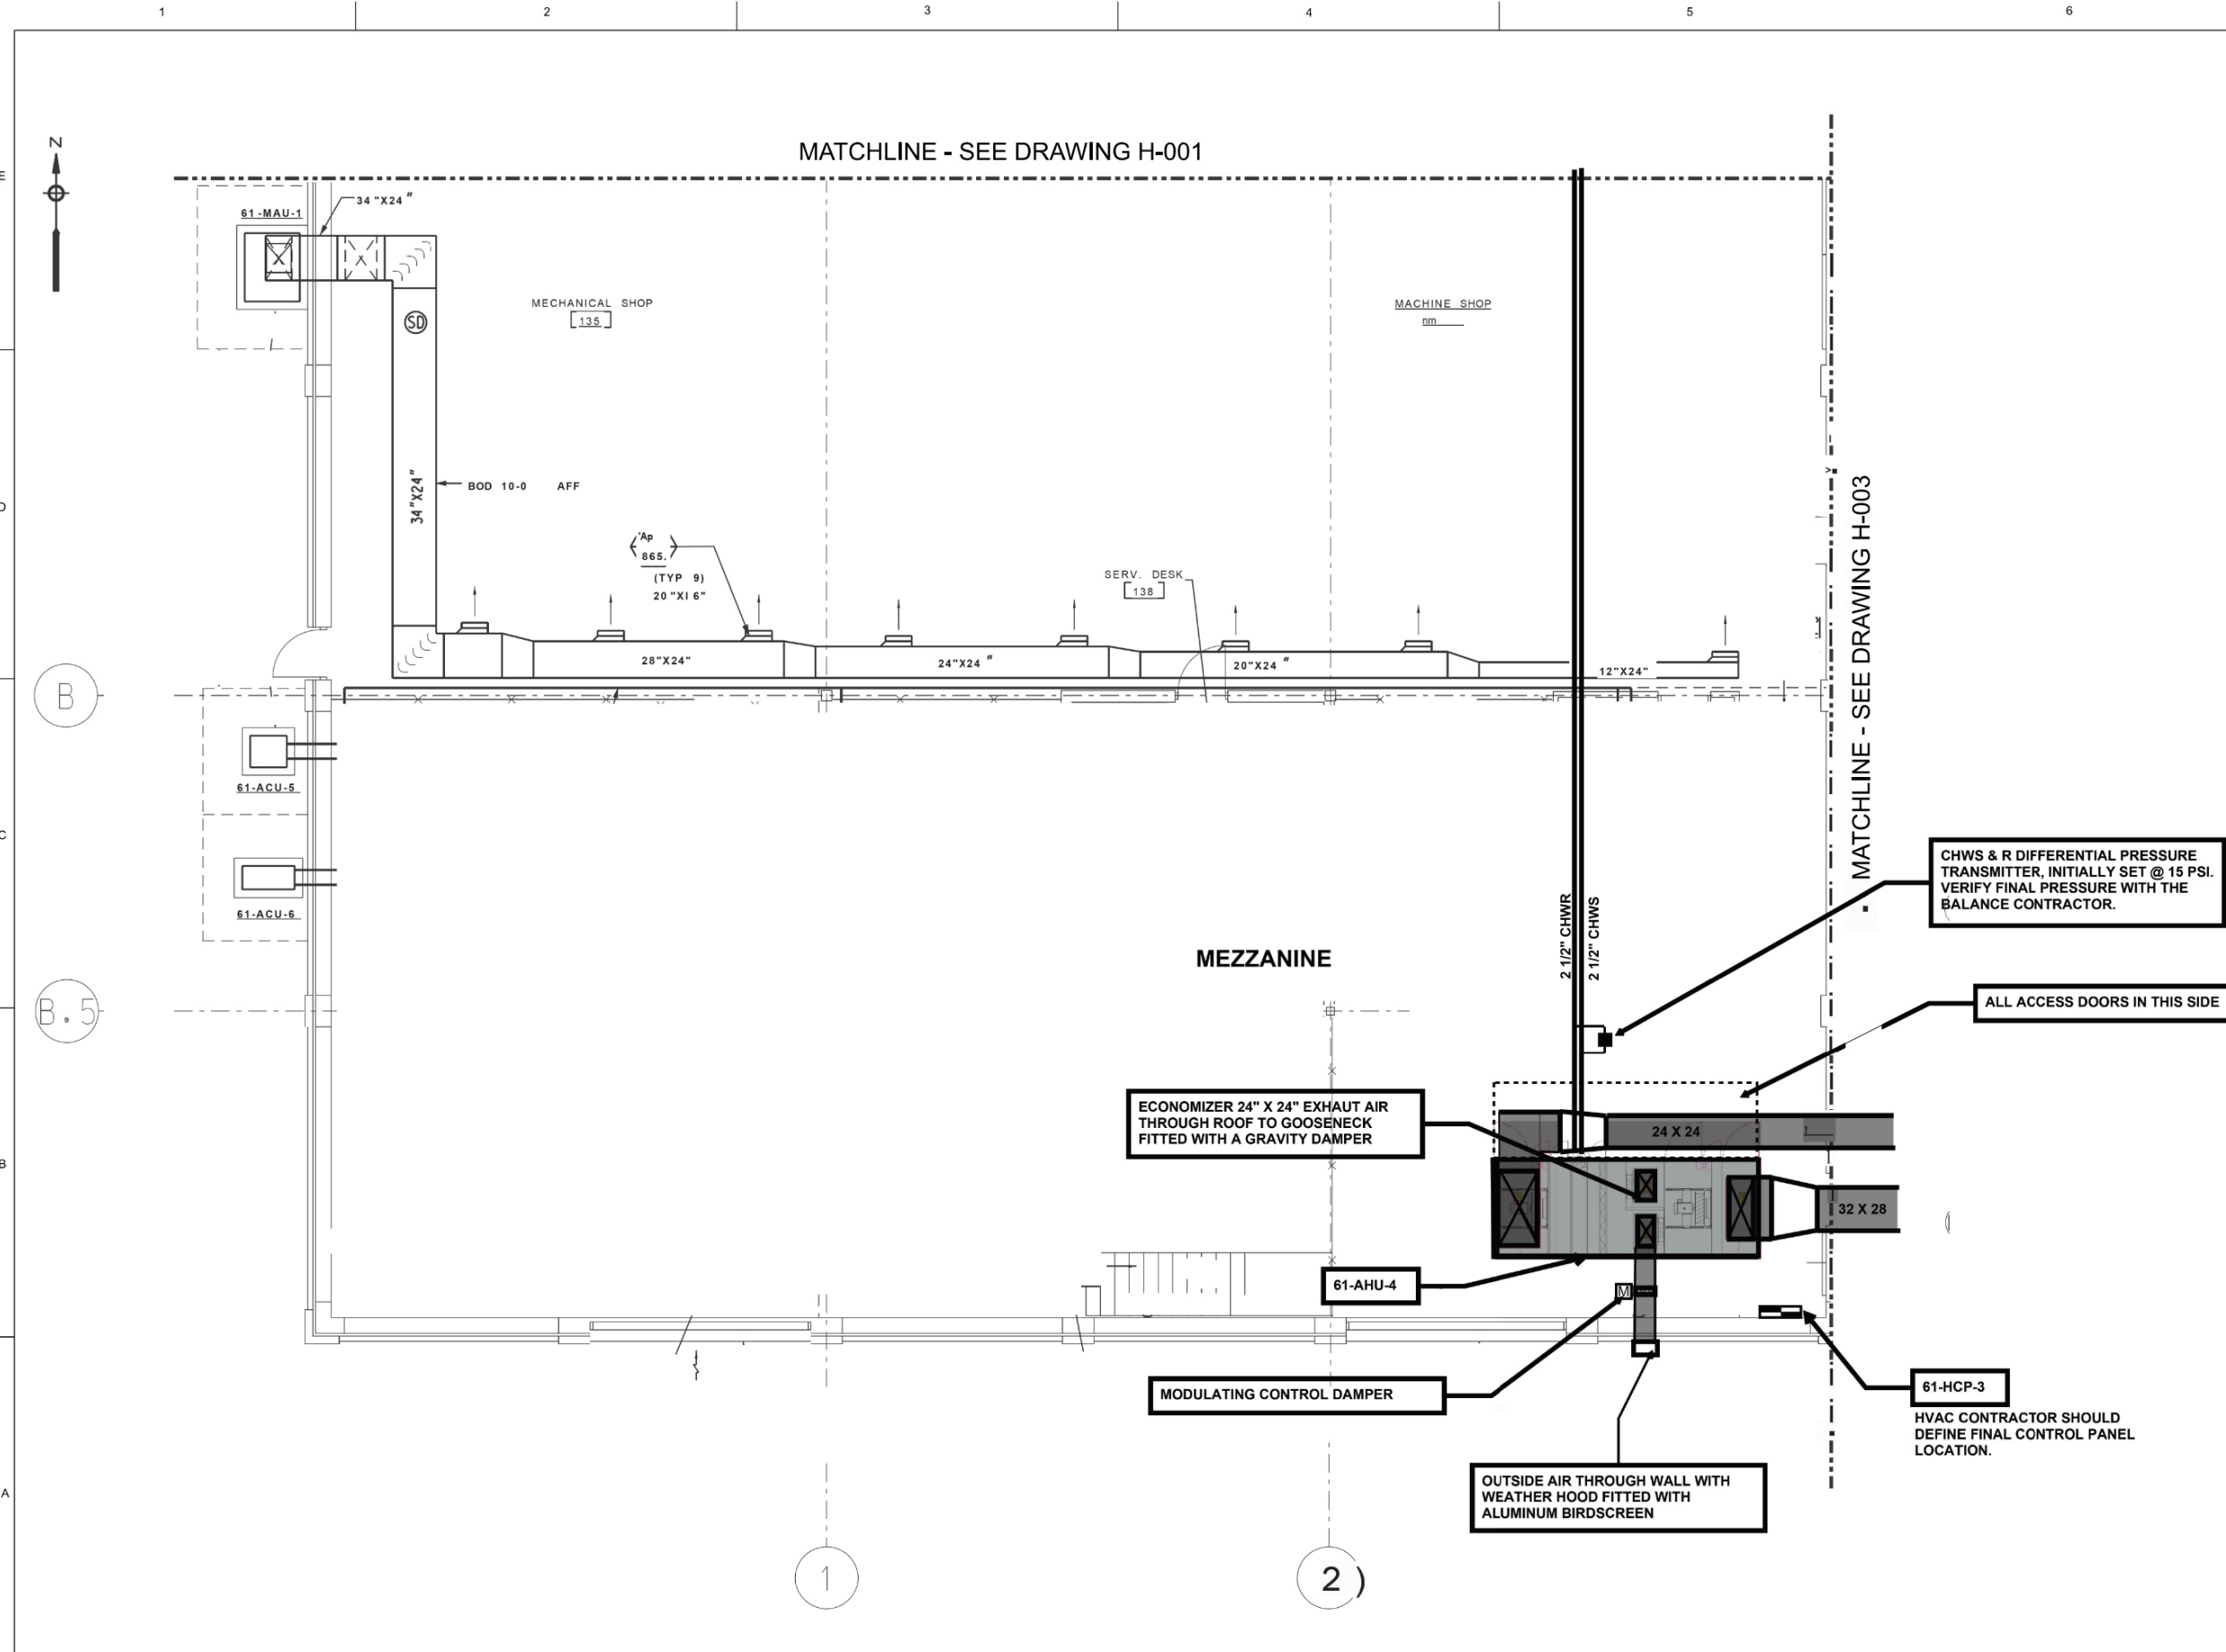 1 2 3 4 5 6
MATCHLINE - SEE DRAWING H-001
N
E
61-MAU-1
34 "X24 "
X
X
MECHANICAL SHOP
135
MACHINE SHOP
nm
SD
34"X24"
BOD 10-0 AFF
D
'Ap
865.
(TYP 9)
20 "XI 6"
SERV. DESK
138
MATCHLINE - SEE DRAWING H-003
28"X24"
24"X24 "
20"X24 "
12"X24"
B
61-ACU-5
C
61-ACU-6
CHWS & R DIFFERENTIAL PRESSURE
TRANSMITTER, INITIALLY SET @ 15 PSI.
VERIFY FINAL PRESSURE WITH THE
BALANCE CONTRACTOR.
2 1/2" CHWR
2 1/2" CHWS
MEZZANINE
B.5
ALL ACCESS DOORS IN THIS SIDE
ECONOMIZER 24" X 24" EXHAUT AIR
THROUGH ROOF TO GOOSENECK
FITTED WITH A GRAVITY DAMPER
24 X 24
B
32 X 28
61-AHU-4
M
MODULATING CONTROL DAMPER
61-HCP-3
HVAC CONTRACTOR SHOULD
DEFINE FINAL CONTROL PANEL
LOCATION.
OUTSIDE AIR THROUGH WALL WITH
WEATHER HOOD FITTED WITH
ALUMINUM BIRDSCREEN
A
1
2 )